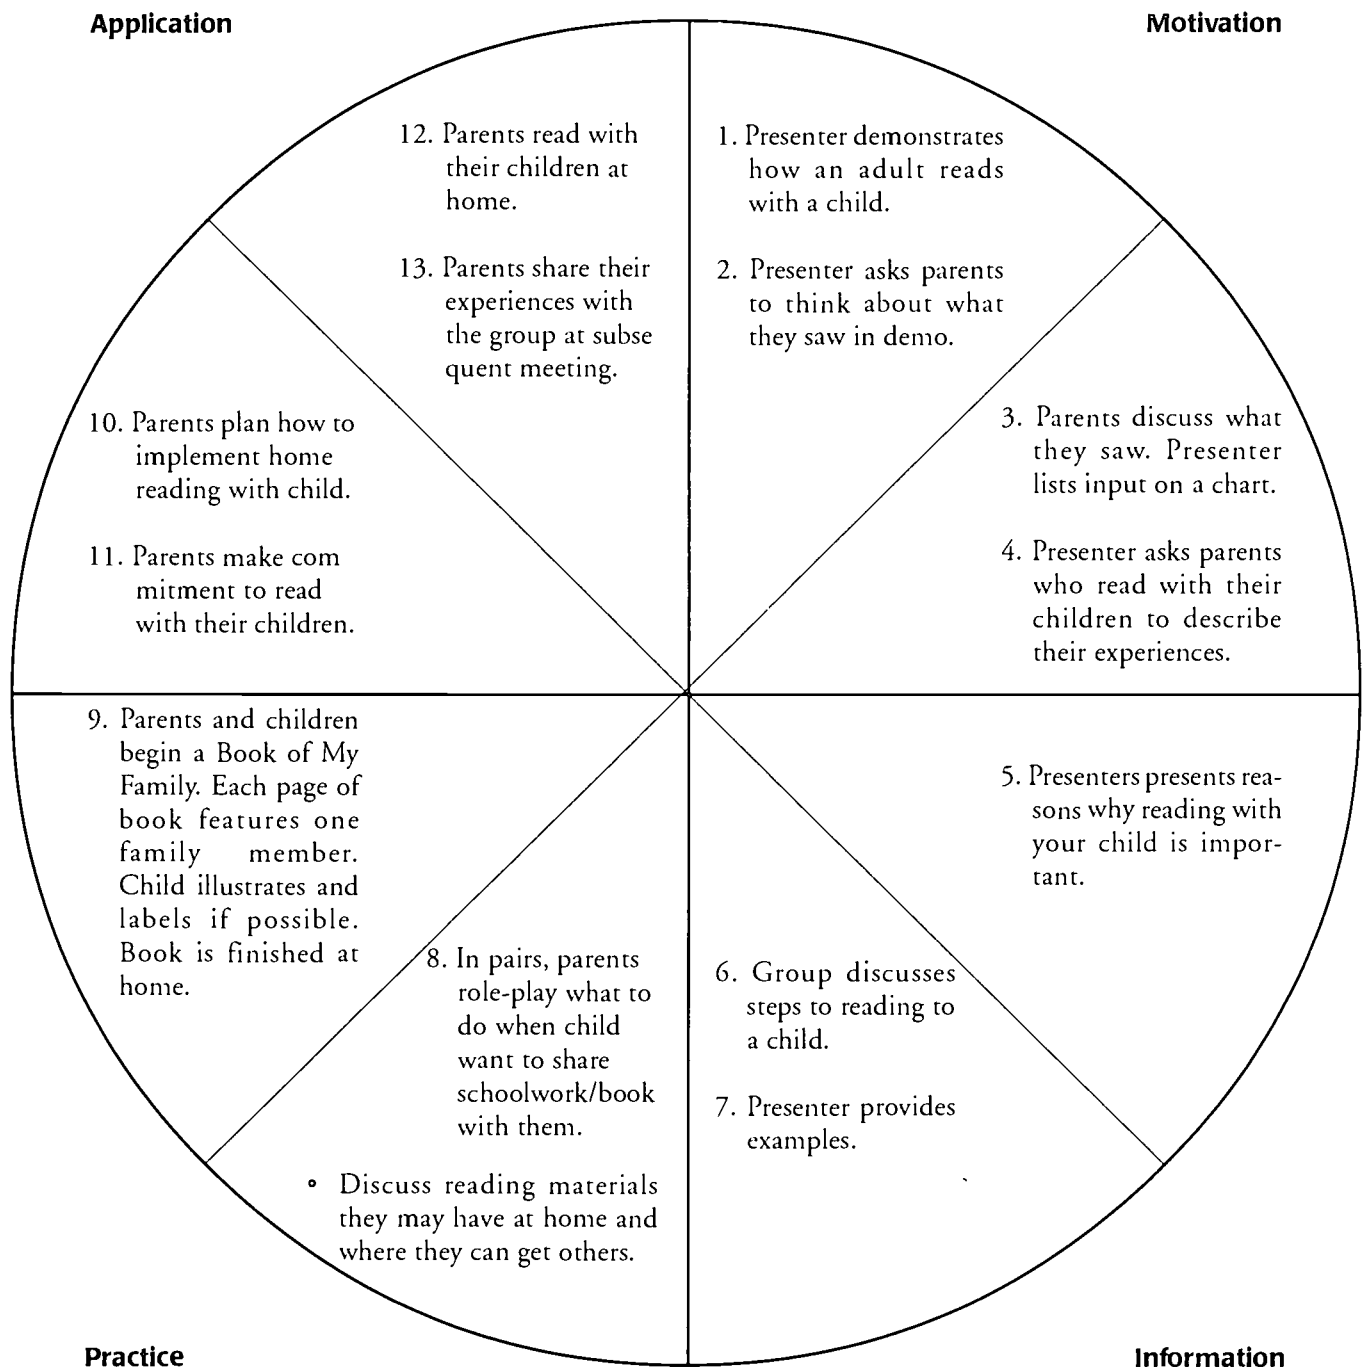 Application
Motivation
12. Parents read with
their children at
home.
13. Parents share their
experiences with
the group at subse
quent meeting.
1. Presenter demonstrates
how an adult reads
with a child.
2. Presenter asks parents
to think about what
they saw in demo.
3. Parents discuss what
they saw. Presenter
lists input on a chart.
4. Presenter asks parents
who read with their
children to describe
their experiences.
10. Parents plan how to
implement home
reading with child.
11. Parents make com
mitment to read
with their children.
9. Parents and children
begin a Book of My
Family. Each page of
book features one
family member.
Child illustrates and
labels if possible.
Book is finished at
home.
8. In pairs, parents
role-play what to
do when child
want to share
schoolwork/book
with them.
° Discuss reading materials
they may have at home and
where they can get others.
5. Presenters presents rea-
sons why reading with
your child is impor-
tant.
6. Group discusses
steps to reading to
a child.
7. Presenter provides
examples.
Practice
Information